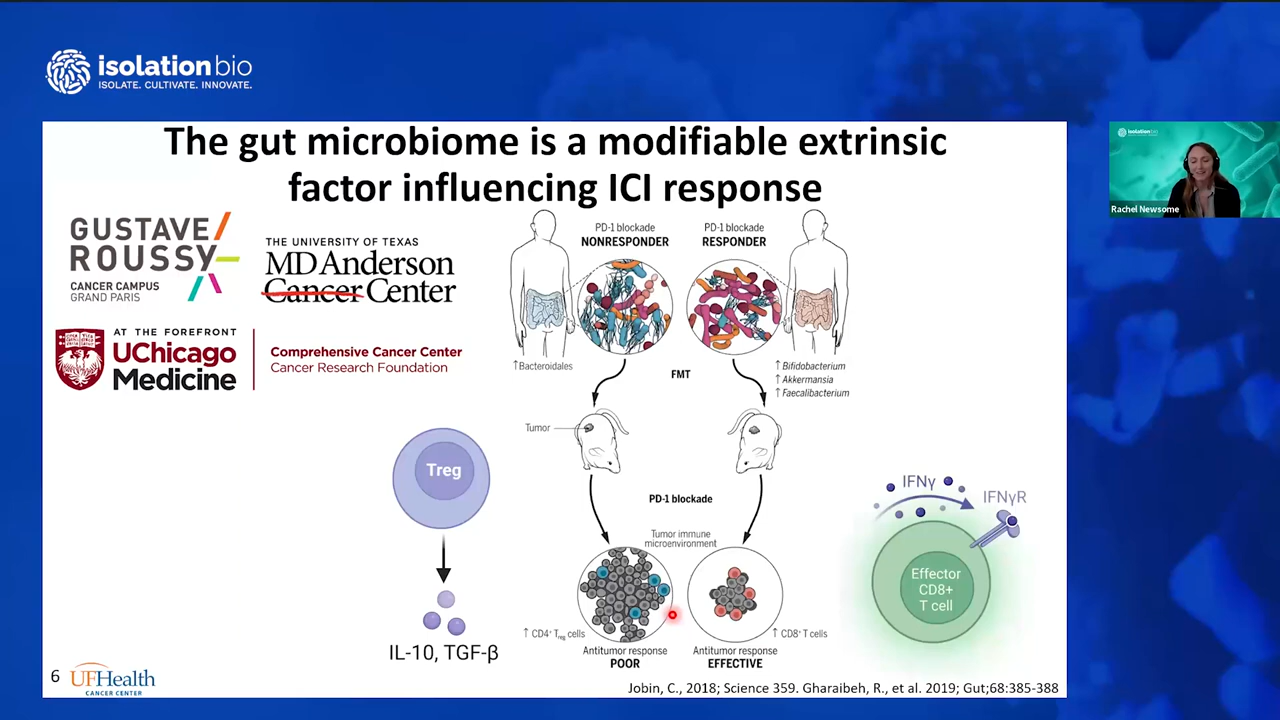 isolation bio
ISOLATE. CULTIVATE. INNOVATE.
The gut microbiome is a modifiable extrinsic
factor influencing ICI response
GUSTAVE
ROUSSY
CANCER CAMPUS
GRAND PARIS
THE UNIVERSITY OF TEXAS
MD Anderson
Cancer Center
AT THE FOREFRONT
UChicago
Medicine
Comprehensive Cancer Center
Cancer Research Foundation
PD-1 blockade
NONRESPONDER
PD-1 blockade
RESPONDER
↑Bacteroidales
FMT
↑ Bifidobacterium
↑ Akkermansia
↑ Faecalibacterium
Tumor
PD-1 blockade
Tumor immune
microenvironment
↑ CD4⁺ Treg cells
↑ CD8⁺ T cells
Antitumor response
POOR
Antitumor response
EFFECTIVE
Treg
IL-10, TGF-β
IFNγ
IFNγR
Effector
CD8+
T cell
6
UFHealth
CANCER CENTER
Jobin, C., 2018; Science 359. Gharaibeh, R., et al. 2019; Gut;68:385-388
isolation bio
Rachel Newsome